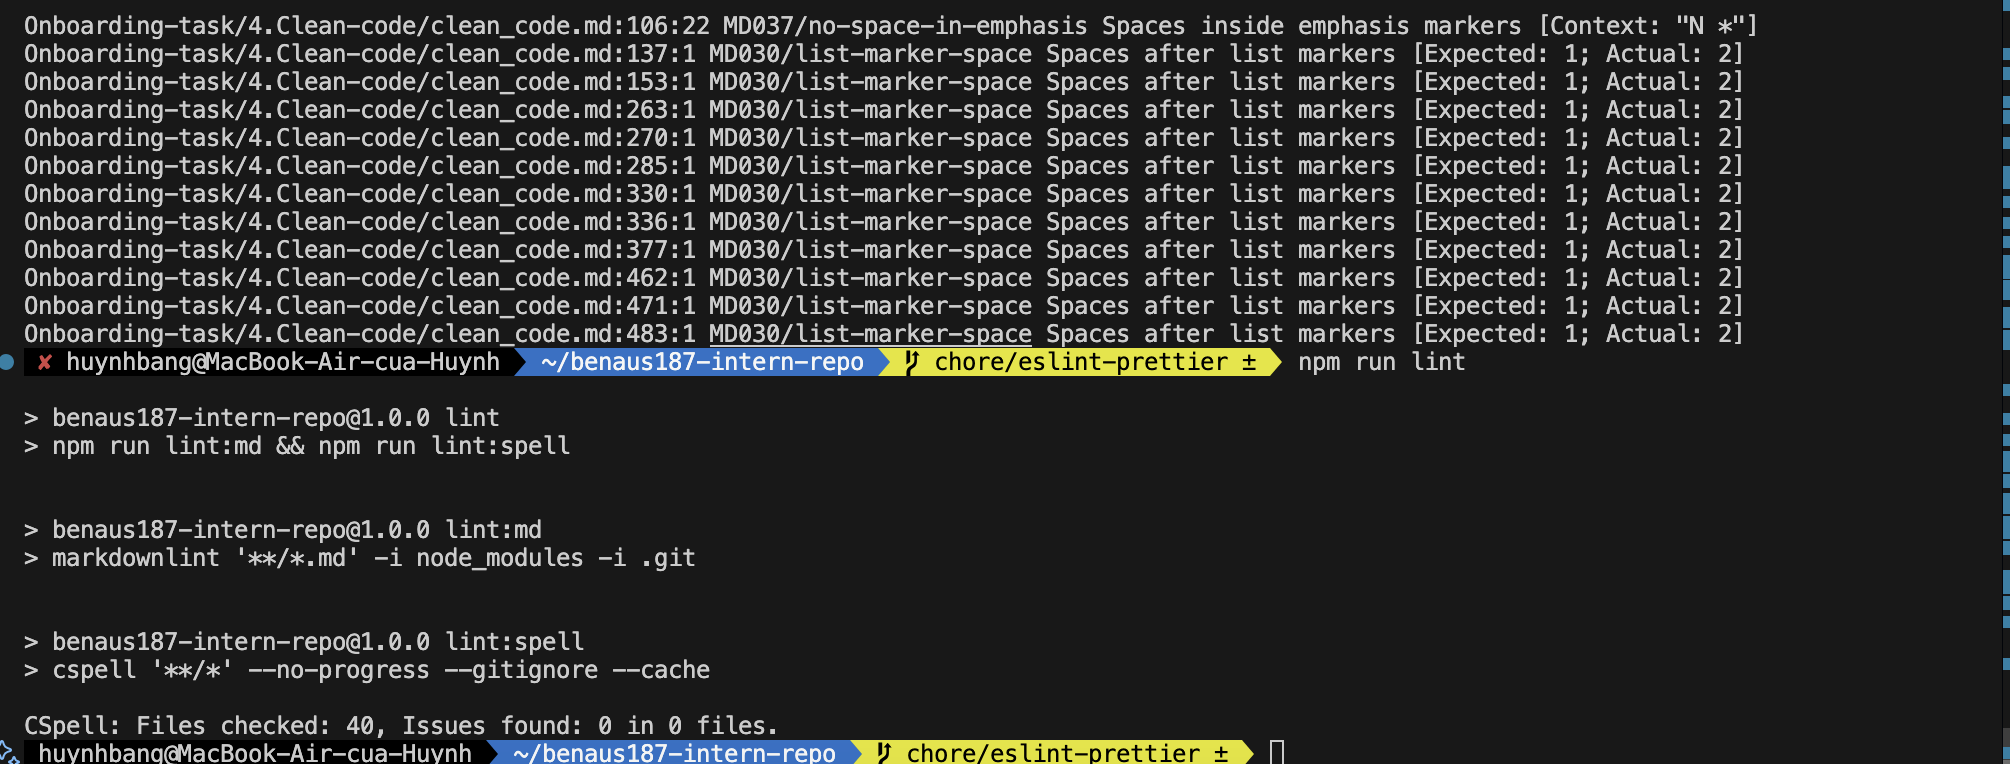 Onboarding-task/4.Clean-code/clean_code.md:106:22 MD037/no-space-in-emphasis Spaces inside emphasis markers [Context: "N *"]
Onboarding-task/4.Clean-code/clean_code.md:137:1 MD030/list-marker-space Spaces after list markers [Expected: 1; Actual: 2]
Onboarding-task/4.Clean-code/clean_code.md:153:1 MD030/list-marker-space Spaces after list markers [Expected: 1; Actual: 2]
Onboarding-task/4.Clean-code/clean_code.md:263:1 MD030/list-marker-space Spaces after list markers [Expected: 1; Actual: 2]
Onboarding-task/4.Clean-code/clean_code.md:270:1 MD030/list-marker-space Spaces after list markers [Expected: 1; Actual: 2]
Onboarding-task/4.Clean-code/clean_code.md:285:1 MD030/list-marker-space Spaces after list markers [Expected: 1; Actual: 2]
Onboarding-task/4.Clean-code/clean_code.md:330:1 MD030/list-marker-space Spaces after list markers [Expected: 1; Actual: 2]
Onboarding-task/4.Clean-code/clean_code.md:336:1 MD030/list-marker-space Spaces after list markers [Expected: 1; Actual: 2]
Onboarding-task/4.Clean-code/clean_code.md:377:1 MD030/list-marker-space Spaces after list markers [Expected: 1; Actual: 2]
Onboarding-task/4.Clean-code/clean_code.md:462:1 MD030/list-marker-space Spaces after list markers [Expected: 1; Actual: 2]
Onboarding-task/4.Clean-code/clean_code.md:471:1 MD030/list-marker-space Spaces after list markers [Expected: 1; Actual: 2]
Onboarding-task/4.Clean-code/clean_code.md:483:1 MD030/list-marker-space Spaces after list markers [Expected: 1; Actual: 2]
✘ huynhbang@MacBook-Air-cua-Huynh ~/benaus187-intern-repo chore/eslint-prettier ± npm run lint
> benaus187-intern-repo@1.0.0 lint
> npm run lint:md && npm run lint:spell
> benaus187-intern-repo@1.0.0 lint:md
> markdownlint '**/*.md' -i node_modules -i .git
> benaus187-intern-repo@1.0.0 lint:spell
> cspell '**/*' --no-progress --gitignore --cache
CSpell: Files checked: 40, Issues found: 0 in 0 files.
huynhbang@MacBook-Air-cua-Huynh ~/benaus187-intern-repo chore/eslint-prettier ±